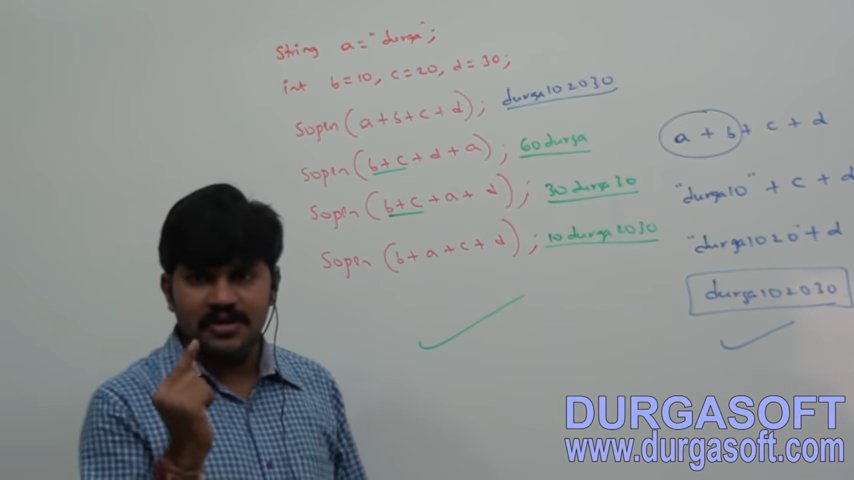 String a="durga";
int b=10, c=20, d=30;
Sopln(a+b+c+d); durga102030
Sopln(b+c+d+a); 60durga
Sopln(b+c+a+d); 30durga30
Sopln(b+a+c+d); 10durga2030
a+b+c+d
"durga10"+c+d
"durga1020"+d
durga102030
DURGASOFT
www.durgasoft.com